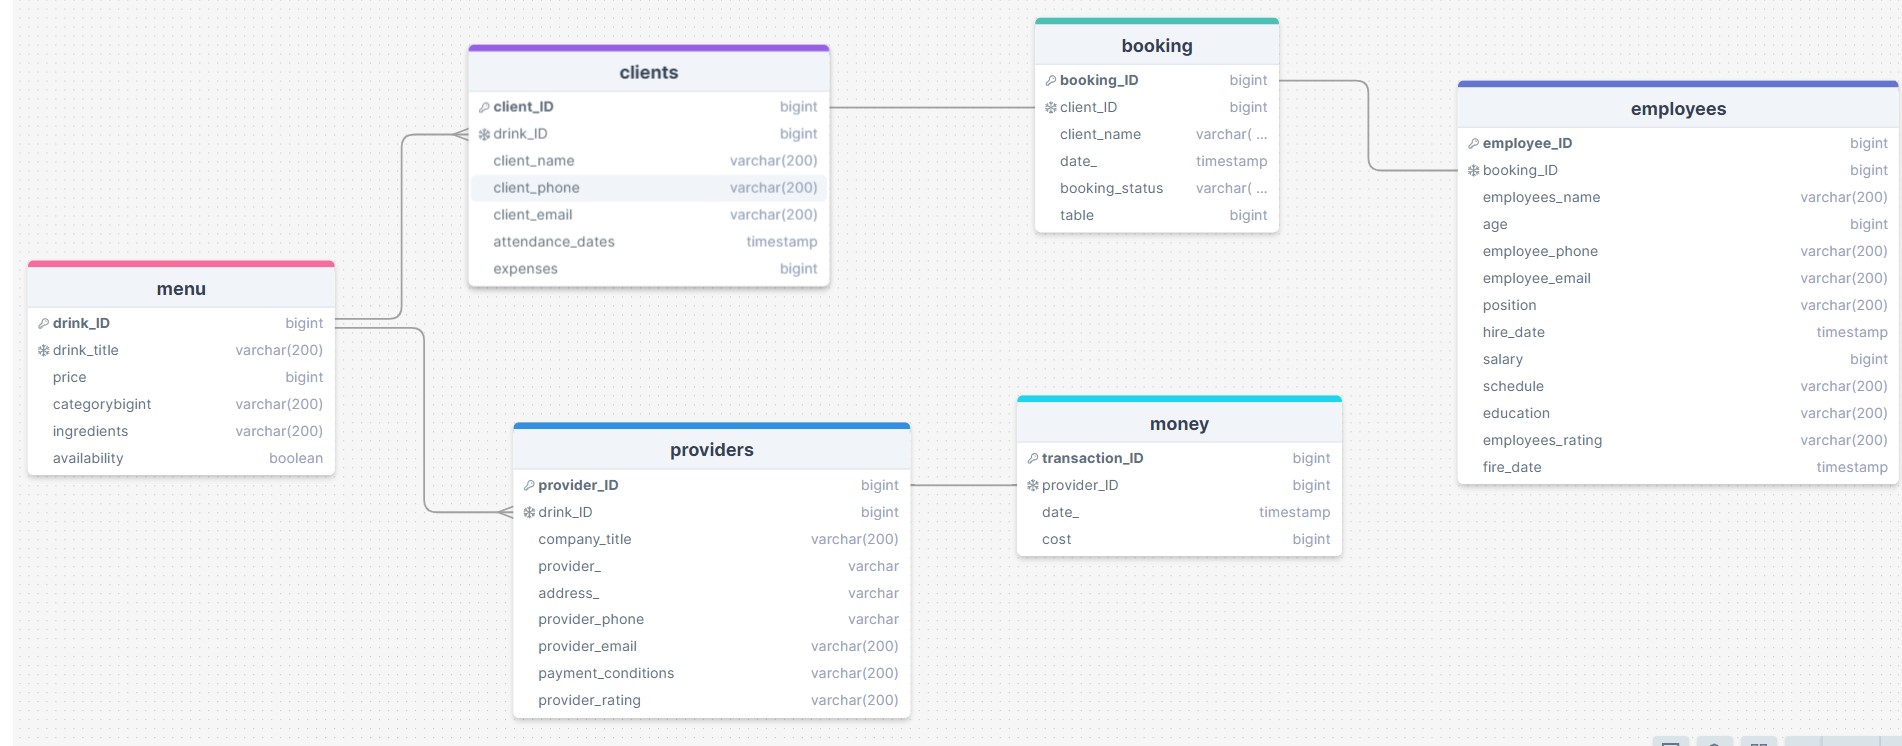 clients
client_ID bigint
drink_ID bigint
client_name varchar(200)
client_phone varchar(200)
client_email varchar(200)
attendance_dates timestamp
expenses bigint
booking
booking_ID bigint
client_ID bigint
client_name varchar( ...
date_ timestamp
booking_status varchar( ...
table bigint
employees
employee_ID bigint
booking_ID bigint
employees_name varchar(200)
age bigint
employee_phone varchar(200)
employee_email varchar(200)
position varchar(200)
hire_date timestamp
salary bigint
schedule varchar(200)
education varchar(200)
employees_rating varchar(200)
fire_date timestamp
menu
drink_ID bigint
drink_title varchar(200)
price bigint
categorybigint varchar(200)
ingredients varchar(200)
availability boolean
providers
provider_ID bigint
drink_ID bigint
company_title varchar(200)
provider_ varchar
address_ varchar
provider_phone varchar
provider_email varchar(200)
payment_conditions varchar(200)
provider_rating varchar(200)
money
transaction_ID bigint
provider_ID bigint
date_ timestamp
cost bigint